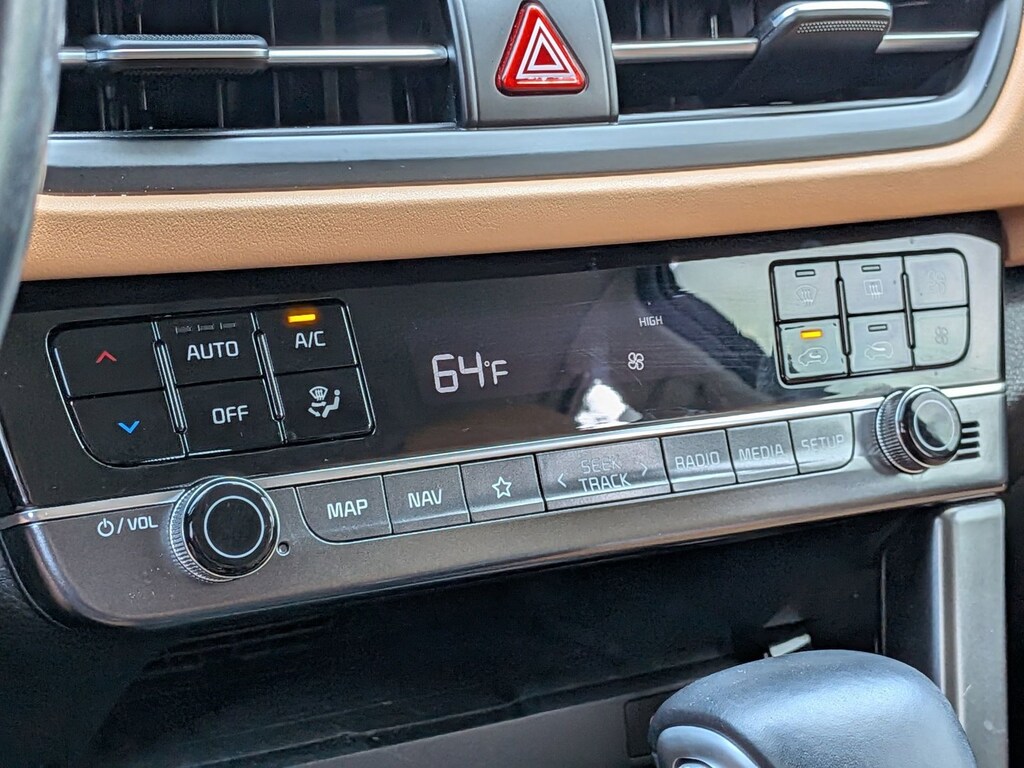 HIGH
AUTO
A/C
64°F
OFF
MAP
NAV
SEEK
TRACK
RADIO
MEDIA
SETUP
/ VOL